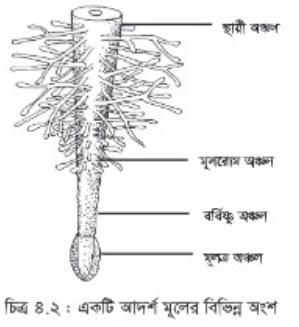 স্থায়ী অঞ্চল
মূলরোম অঞ্চল
বর্ধিষ্ণু অঞ্চল
মূলত্র অঞ্চল
চিত্র ৪.২ : একটি আদর্শ মূলের বিভিন্ন অংশ